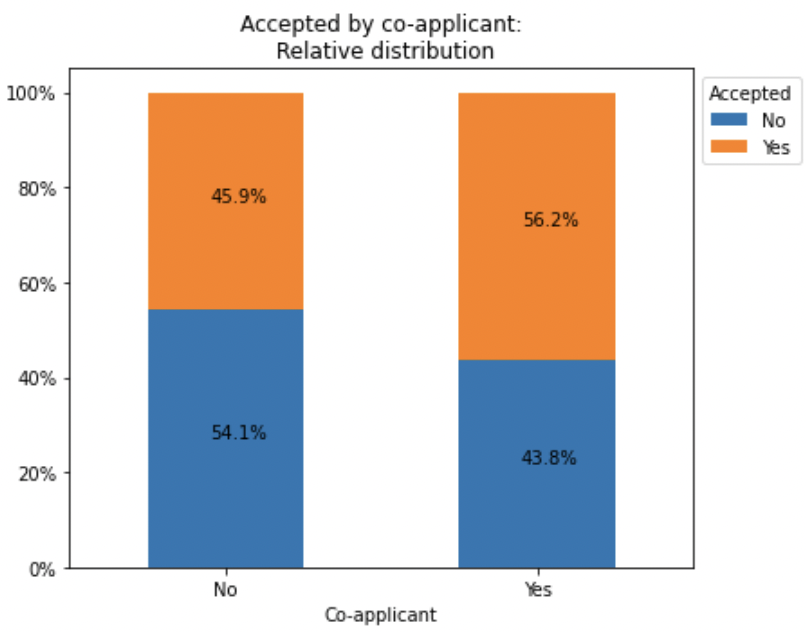 Accepted by co-applicant:
Relative distribution
100%
80%
60%
40%
20%
0%
45.9%
54.1%
56.2%
43.8%
No
Yes
Co-applicant
Accepted
No
Yes